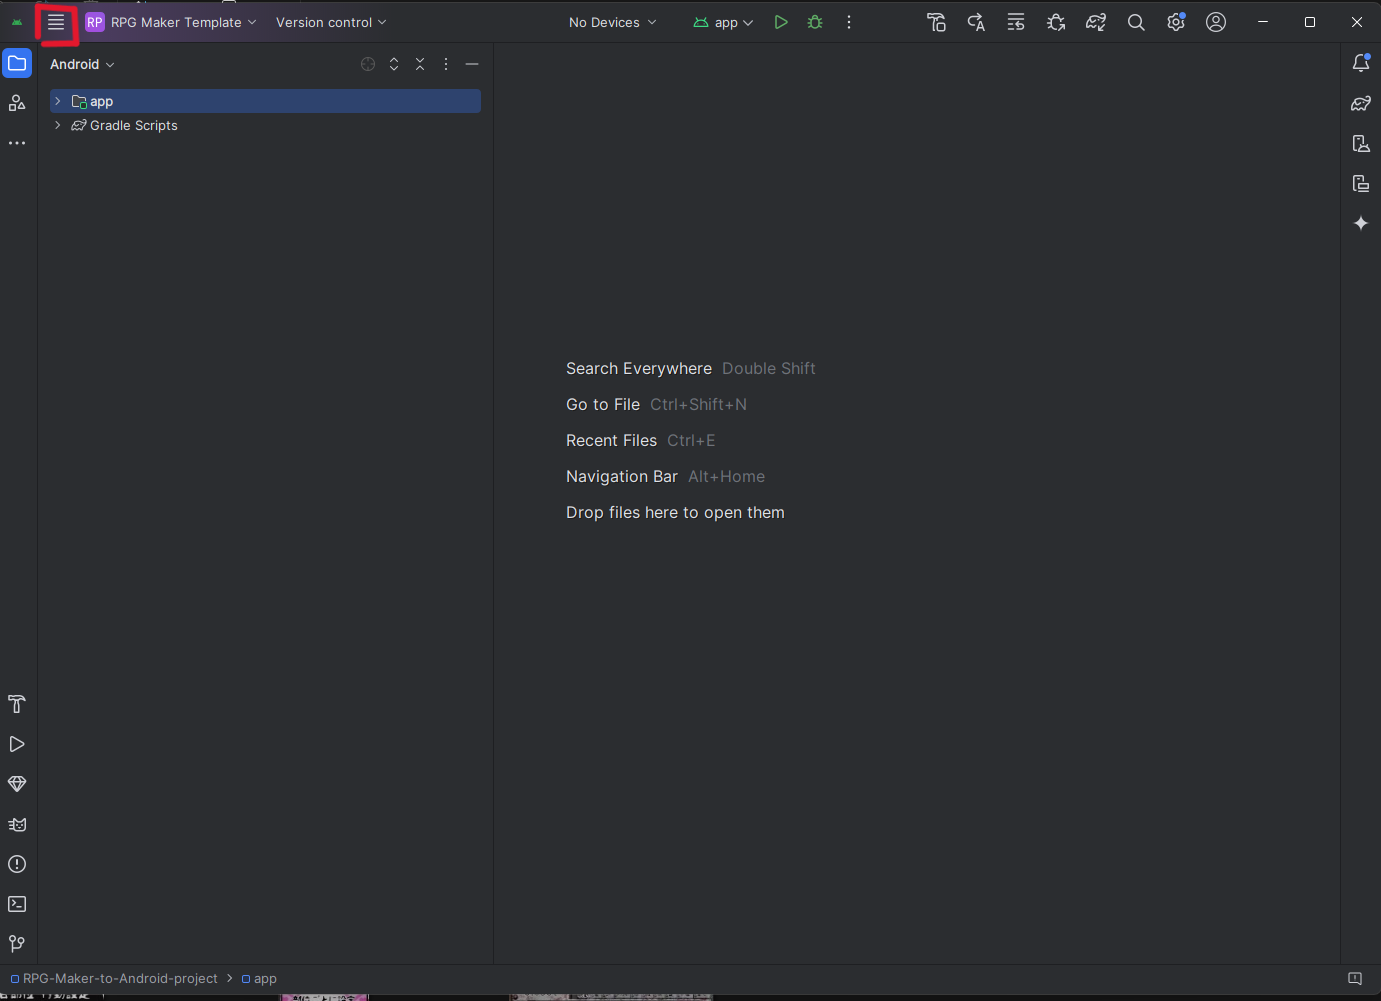 RP RPG Maker Template Version control No Devices app
Android
app
Gradle Scripts
Search Everywhere Double Shift
Go to File Ctrl+Shift+N
Recent Files Ctrl+E
Navigation Bar Alt+Home
Drop files here to open them
RPG-Maker-to-Android-project > app